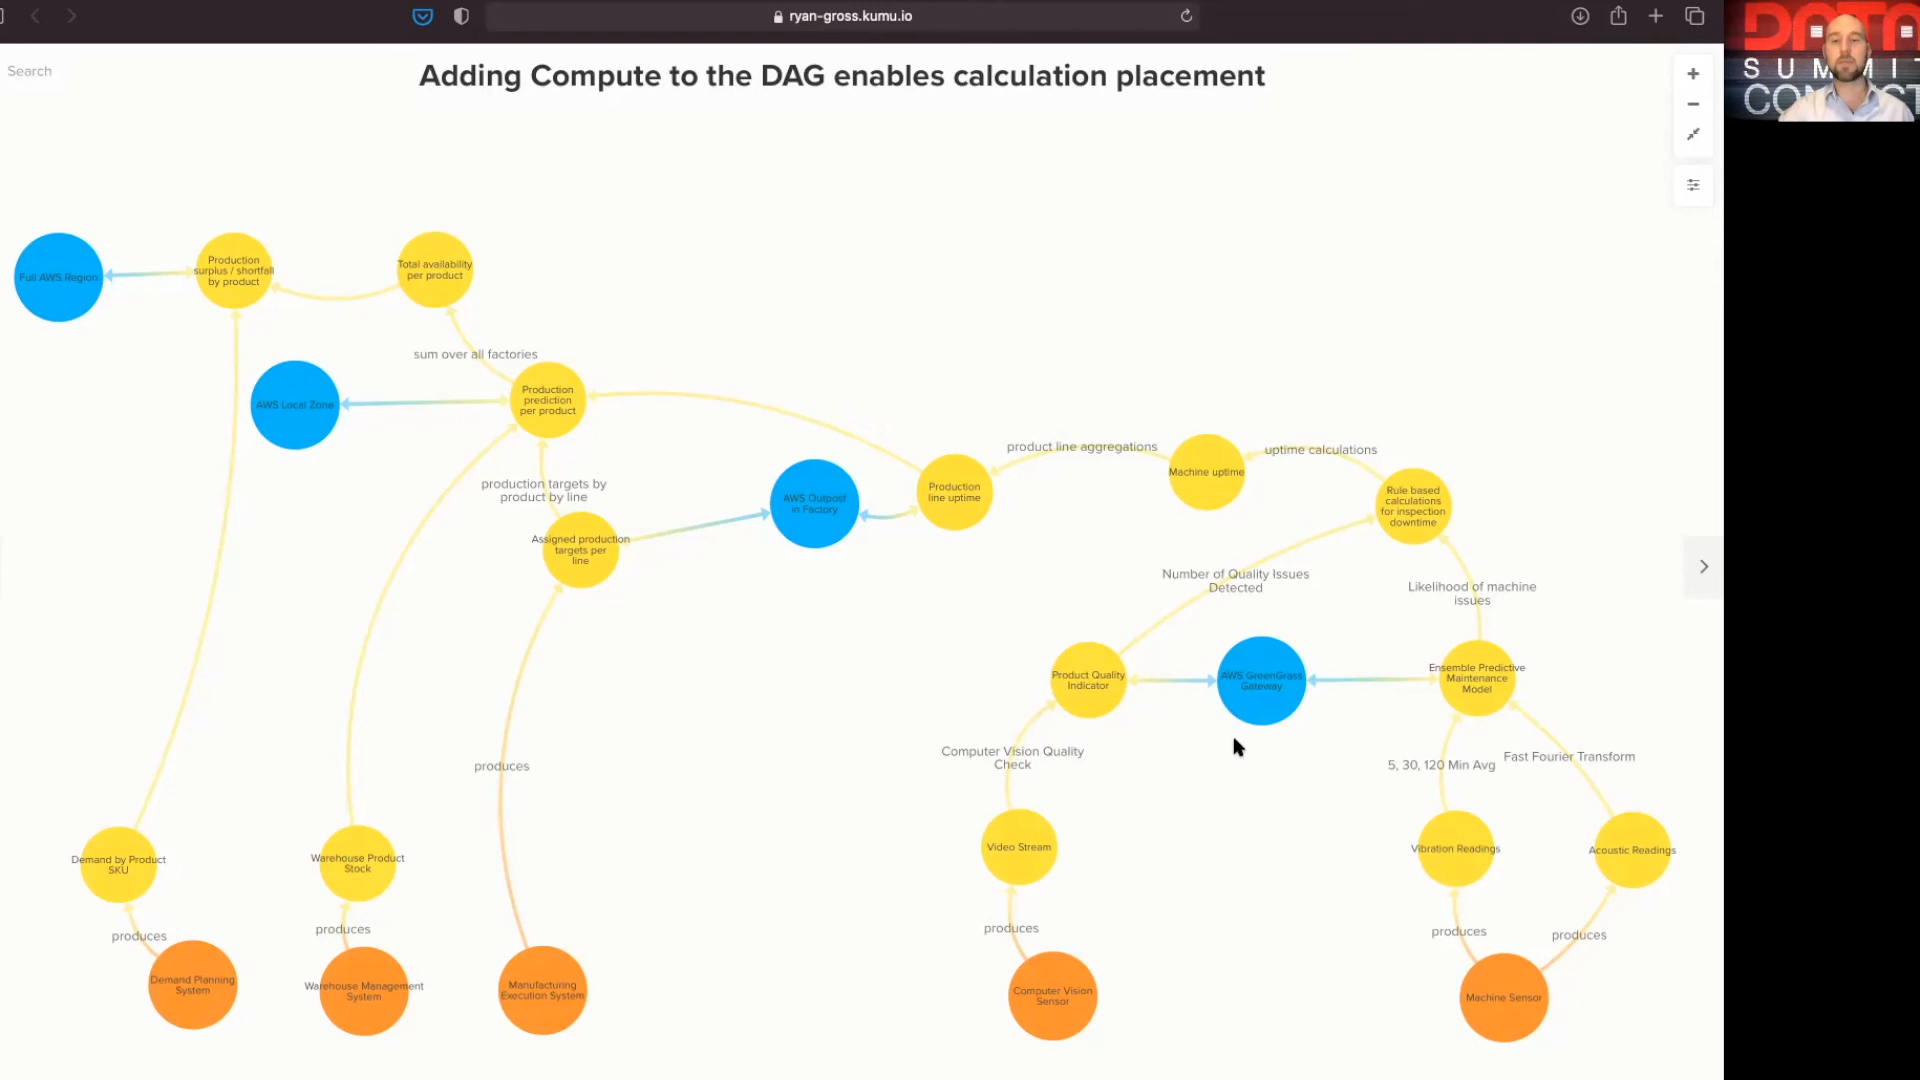 ryan-gross.kumu.io
DATA
SUMMIT
Search
Adding Compute to the DAG enables calculation placement
Full AWS Region
Production
surplus / shortfall
by product
Total availability
per product
sum over all factories
AWS Local Zone
Production
prediction
per product
product line aggregations
uptime calculations
Machine uptime
production targets by
product by line
AWS Outpost
in Factory
Production
line uptime
Rule based
calculations
for inspection
downtime
Assigned production
targets per
line
Number of Quality Issues
Detected
Likelihood of machine
issues
Product Quality
Indicator
AWS GreenGrass
Gateway
Ensemble Predictive
Maintenance
Model
produces
Computer Vision Quality
Check
5, 30, 120 Min Avg
Fast Fourier Transform
Demand by Product
SKU
Warehouse Product
Stock
Video Stream
Vibration Readings
Acoustic Readings
produces
produces
produces
produces
produces
Demand Planning
System
Warehouse Management
System
Manufacturing
Execution System
Computer Vision
Sensor
Machine Sensor